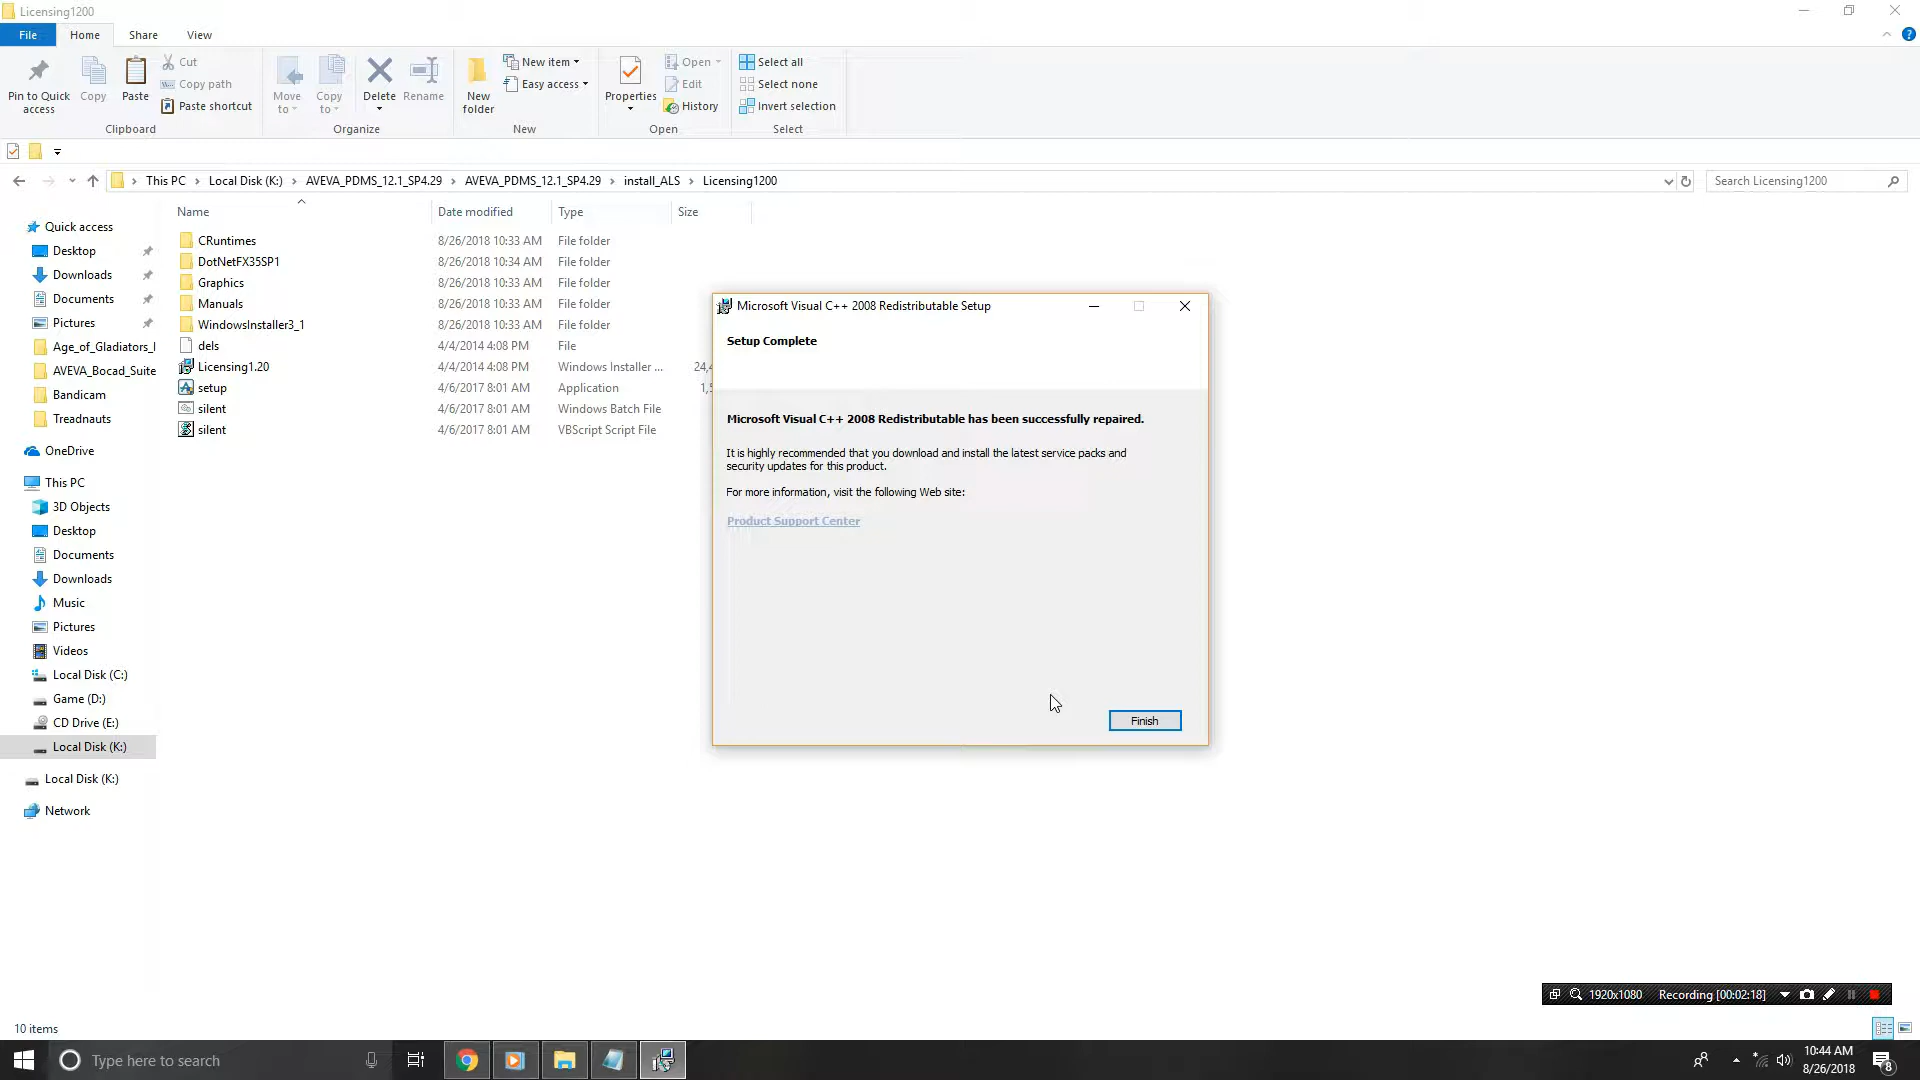 Licensing1200
File
Home
Share
View
Pin to Quick access
Copy
Paste
Cut
Copy path
Paste shortcut
Clipboard
Move to
Copy to
Delete
Rename
Organize
New folder
New item
Easy access
New
Properties
Open
Edit
History
Open
Select all
Select none
Invert selection
Select
This PC > Local Disk (K:) > AVEVA_PDMS_12.1_SP4.29 > AVEVA_PDMS_12.1_SP4.29 > install_ALS > Licensing1200
Search Licensing1200
Name Date modified Type Size
CRuntimes 8/26/2018 10:33 AM File folder
DotNetFX35SP1 8/26/2018 10:34 AM File folder
Graphics 8/26/2018 10:33 AM File folder
Manuals 8/26/2018 10:33 AM File folder
WindowsInstaller3_1 8/26/2018 10:33 AM File folder
dels 4/4/2014 4:08 PM File
Licensing1.20 4/4/2014 4:08 PM Windows Installer ... 24,4
setup 4/6/2017 8:01 AM Application 1,5
silent 4/6/2017 8:01 AM Windows Batch File
silent 4/6/2017 8:01 AM VBScript Script File
Quick access
Desktop
Downloads
Documents
Pictures
Age_of_Gladiators_I
AVEVA_Bocad_Suite
Bandicam
Treadnauts
OneDrive
This PC
3D Objects
Desktop
Documents
Downloads
Music
Pictures
Videos
Local Disk (C:)
Game (D:)
CD Drive (E:)
Local Disk (K:)
Local Disk (K:)
Network
Microsoft Visual C++ 2008 Redistributable Setup
Setup Complete
Microsoft Visual C++ 2008 Redistributable has been successfully repaired.
It is highly recommended that you download and install the latest service packs and
security updates for this product.
For more information, visit the following Web site:
Product Support Center
Finish
1920x1080 Recording [00:02:18]
10 items
Type here to search
10:44 AM
8/26/2018
8